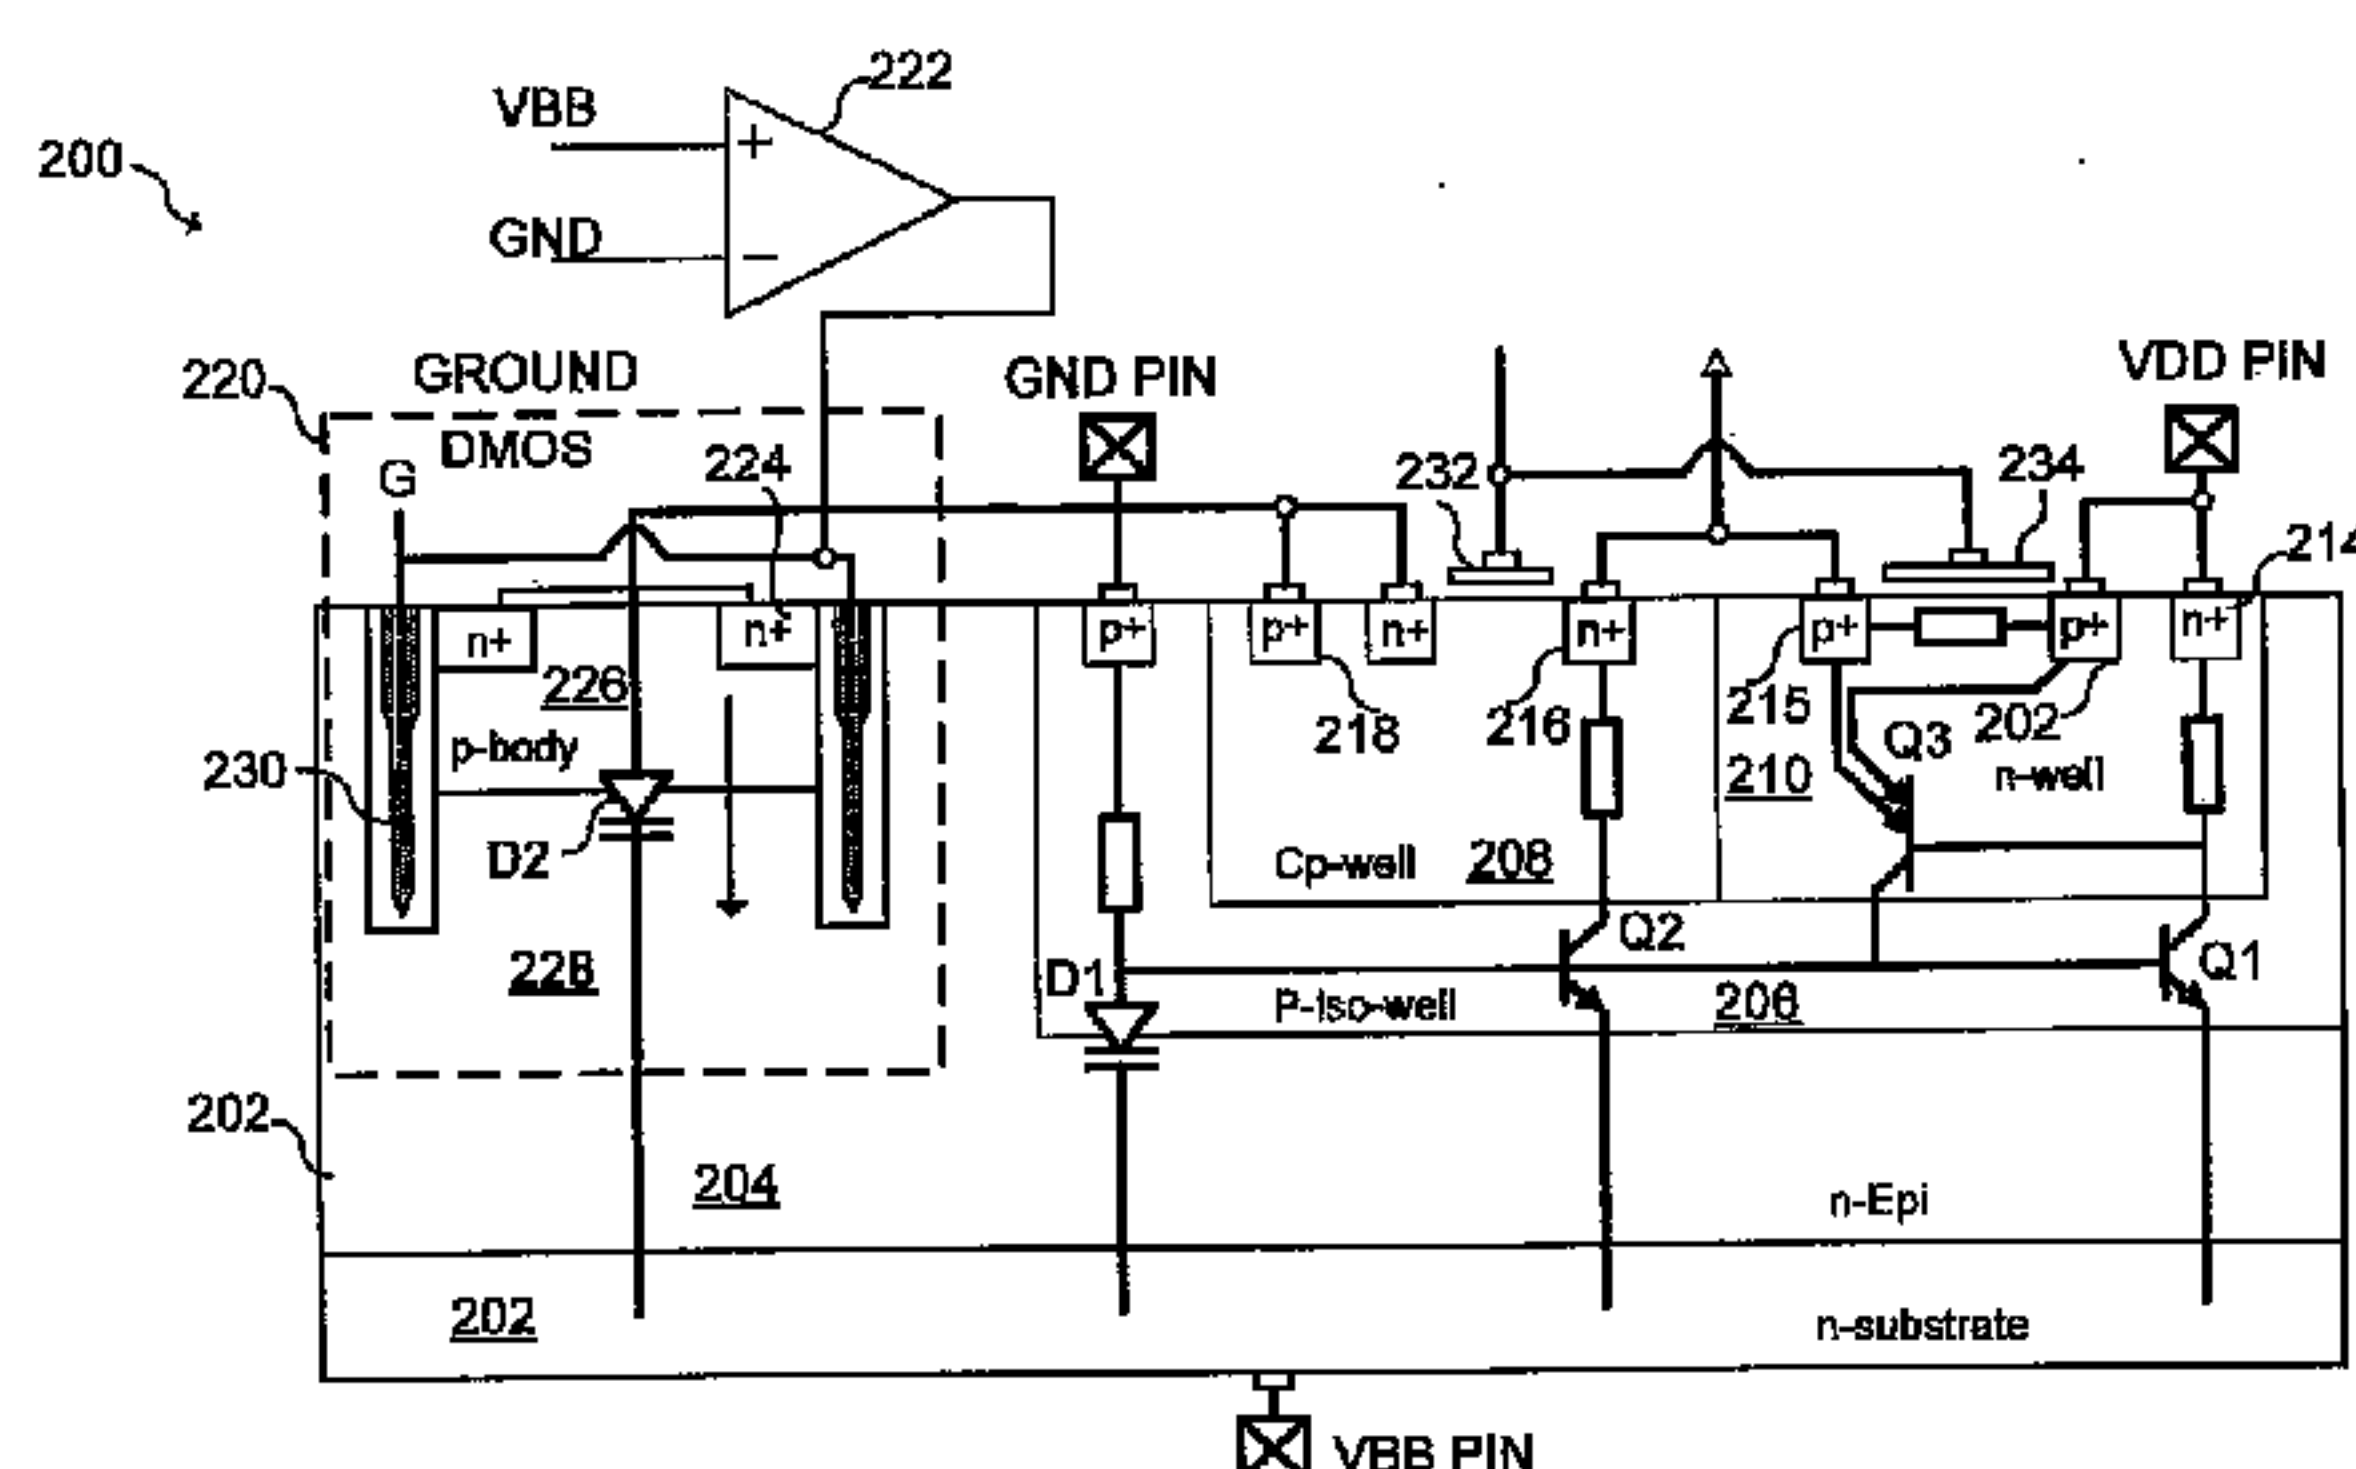 222
VBB
+
200
GND
−
GROUND
GND PIN
VDD PIN
220
DMOS
G
224
232
234
214
n+
n+
p+
p+
n+
n+
p+
p+
n+
226
218
216
215
202
p-body
Q3
230
210
n-well
D2
Cp-well
208
Q2
228
D1
Q1
P-Iso-well
206
202
204
n-Epi
202
n-substrate
VBB PIN